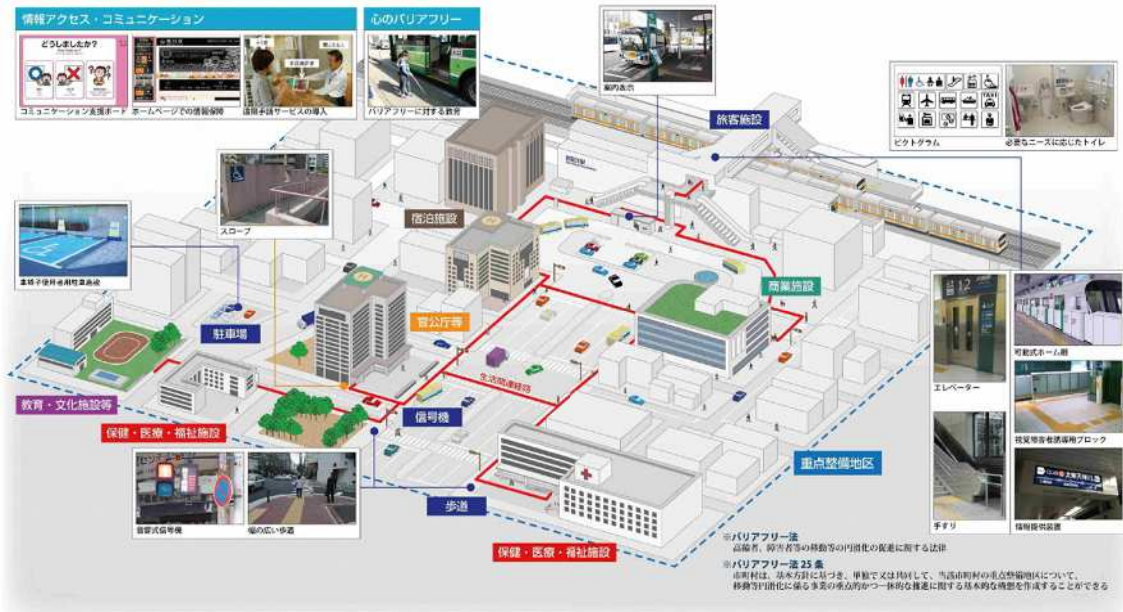 情報アクセス・コミュニケーション
心のバリアフリー
どうしましたか?
コミュニケーション支援ボード
ホームページでの情報保障
遠隔手話サービスの導入
バリアフリーに対する教育
案内表示
ピクトグラム
必要なニーズに応じたトイレ
旅客施設
スロープ
宿泊施設
車椅子使用者用駐車施設
駐車場
官公庁等
商業施設
12
エレベーター
可動式ホーム柵
生活関連経路
教育・文化施設等
信号機
保健・医療・福祉施設
視覚障害者誘導用ブロック
重点整備地区
音響式信号機
幅の広い歩道
歩道
手すり
情報提供装置
保健・医療・福祉施設
※バリアフリー法
高齢者、障害者等の移動等の円滑化の促進に関する法律
※バリアフリー法 25 条
市町村は、基本方針に基づき、単独で又は共同して、当該市町村の重点整備地区について、
移動等円滑化に係る事業の重点的かつ一体的な推進に関する基本的な構想を作成することができる